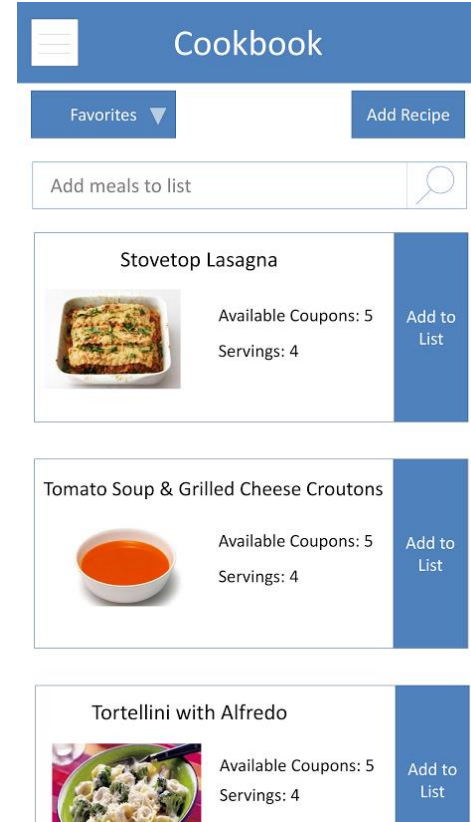 Cookbook
Favorites
Add Recipe
Add meals to list
Stovetop Lasagna
Available Coupons: 5
Servings: 4
Add to
List
Tomato Soup & Grilled Cheese Croutons
Available Coupons: 5
Servings: 4
Add to
List
Tortellini with Alfredo
Available Coupons: 5
Servings: 4
Add to
List